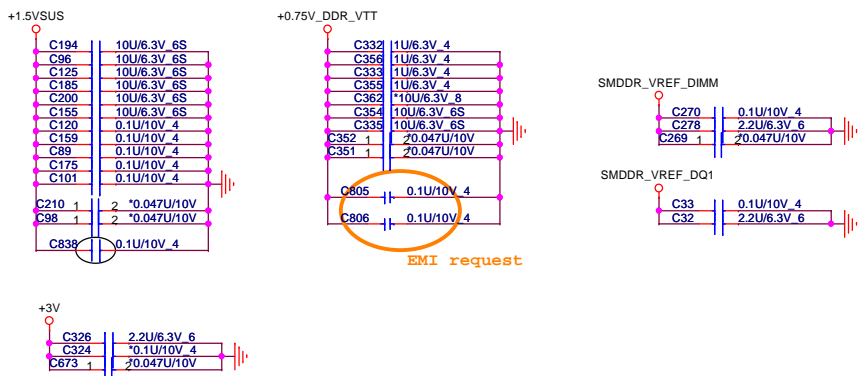 +1.5VSUS
C194 10U/6.3V_6S
C96 10U/6.3V_6S
C125 10U/6.3V_6S
C185 10U/6.3V_6S
C200 10U/6.3V_6S
C155 10U/6.3V_6S
C120 0.1U/10V_4
C159 0.1U/10V_4
C89 0.1U/10V_4
C175 0.1U/10V_4
C101 0.1U/10V_4
C210 1 2 *0.047U/10V
C98 1 2 *0.047U/10V
C838 0.1U/10V_4
+0.75V_DDR_VTT
C332 1U/6.3V_4
C356 1U/6.3V_4
C333 1U/6.3V_4
C355 1U/6.3V_4
C362 *10U/6.3V_8
C354 10U/6.3V_6S
C335 10U/6.3V_6S
C352 1 2 *0.047U/10V
C351 1 2 *0.047U/10V
C805 0.1U/10V_4
C806 0.1U/10V_4
EMI request
SMDDR_VREF_DIMM
C270 0.1U/10V_4
C278 2.2U/6.3V_6
C269 1 2 *0.047U/10V
SMDDR_VREF_DQ1
C33 0.1U/10V_4
C32 2.2U/6.3V_6
+3V
C326 2.2U/6.3V_6
C324 *0.1U/10V_4
C673 1 2 *0.047U/10V